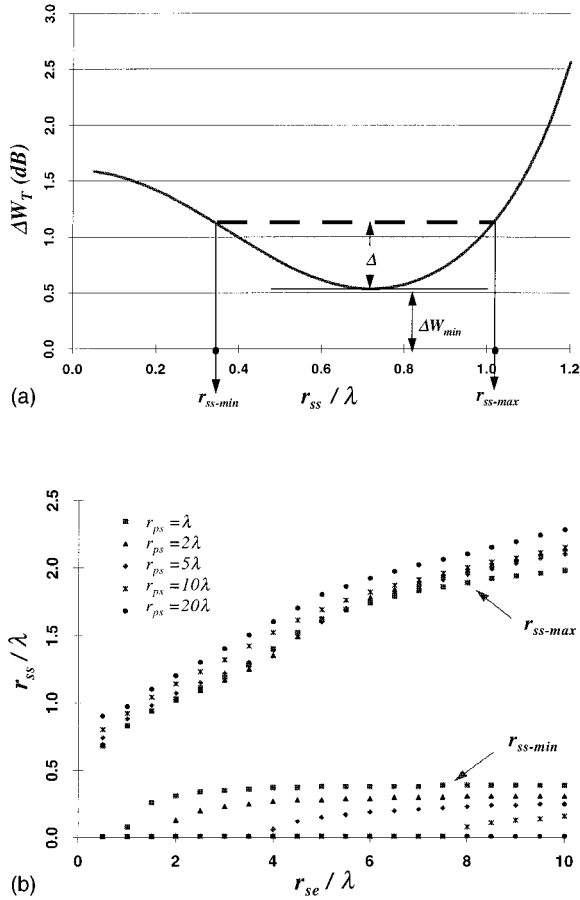 3.0
2.5
2.0
1.5
1.0
0.5
0.0
ΔW_T (dB)
Δ
ΔW_min
0.0 0.2 0.4 0.6 0.8 1.0 1.2
r_ss-min
r_ss / λ
r_ss-max
(a)
2.5
2.0
1.5
1.0
0.5
0.0
r_ss / λ
r_ps = λ
r_ps = 2λ
r_ps = 5λ
r_ps = 10λ
r_ps = 20λ
r_ss-max
r_ss-min
0 2 4 6 8 10
r_se / λ
(b)